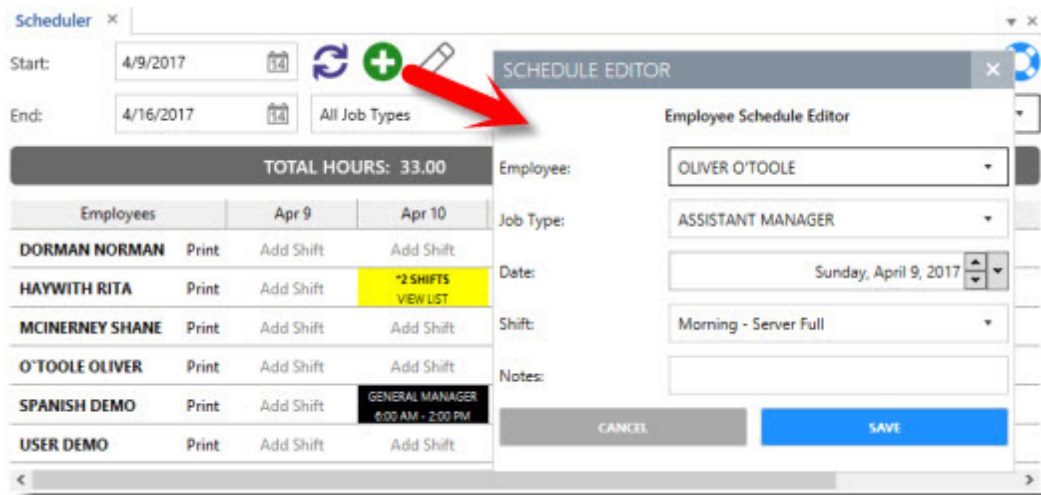 Scheduler ×
Start: 4/9/2017 14
End: 4/16/2017 14 All Job Types
TOTAL HOURS: 33.00
Employees Apr 9 Apr 10
DORMAN NORMAN Print Add Shift Add Shift
HAYWITH RITA Print Add Shift *2 SHIFTS
VIEW LIST
MCINERNEY SHANE Print Add Shift Add Shift
O'TOOLE OLIVER Print Add Shift Add Shift
SPANISH DEMO Print Add Shift GENERAL MANAGER
6:00 AM - 2:00 PM
USER DEMO Print Add Shift Add Shift
SCHEDULE EDITOR ×
Employee Schedule Editor
Employee: OLIVER O'TOOLE
Job Type: ASSISTANT MANAGER
Date: Sunday, April 9, 2017
Shift: Morning - Server Full
Notes:
CANCEL SAVE